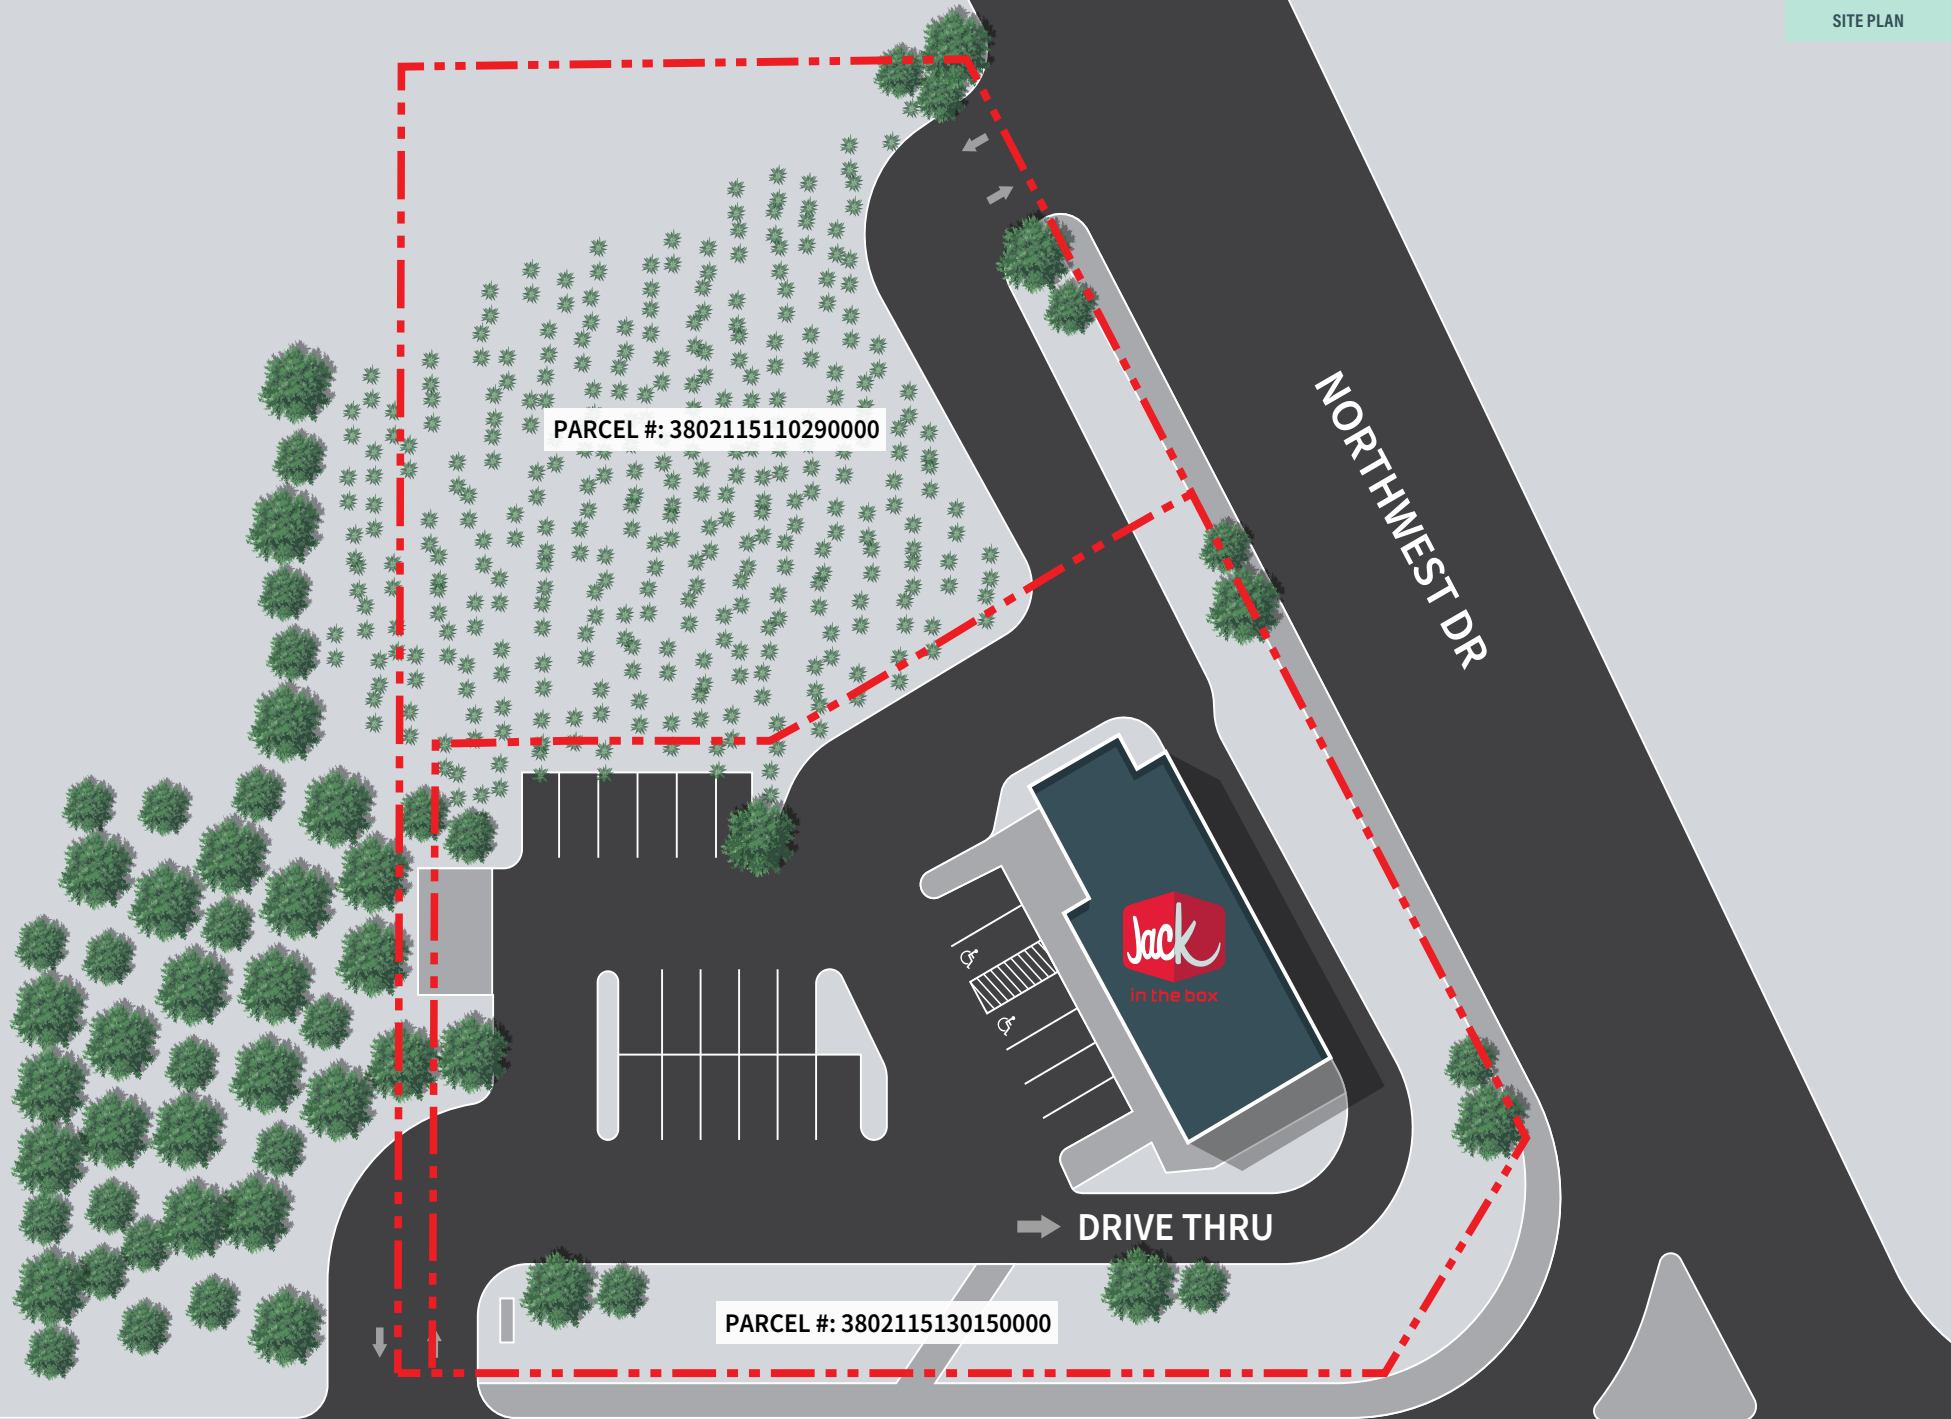 SITE PLAN
PARCEL #: 3802115110290000
NORTHWEST DR
Jack
in the box
DRIVE THRU
PARCEL #: 3802115130150000